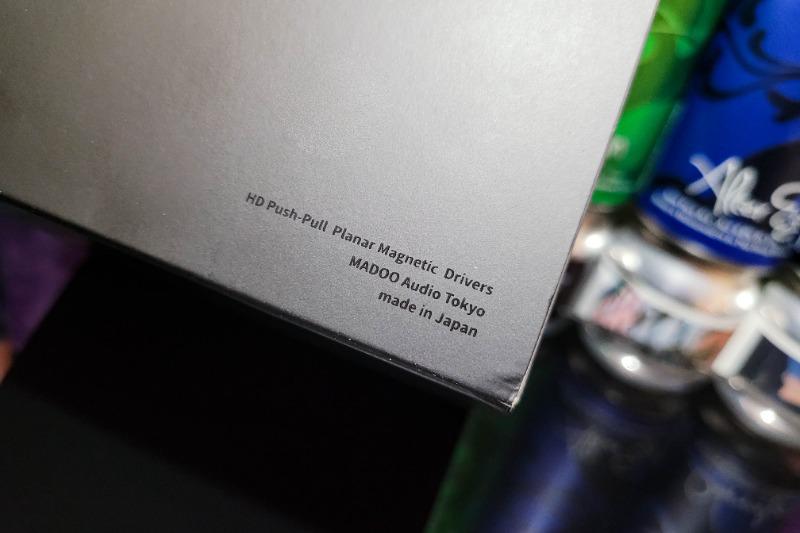 HD Push-Pull Planar Magnetic Drivers
MADOO Audio Tokyo
made in Japan